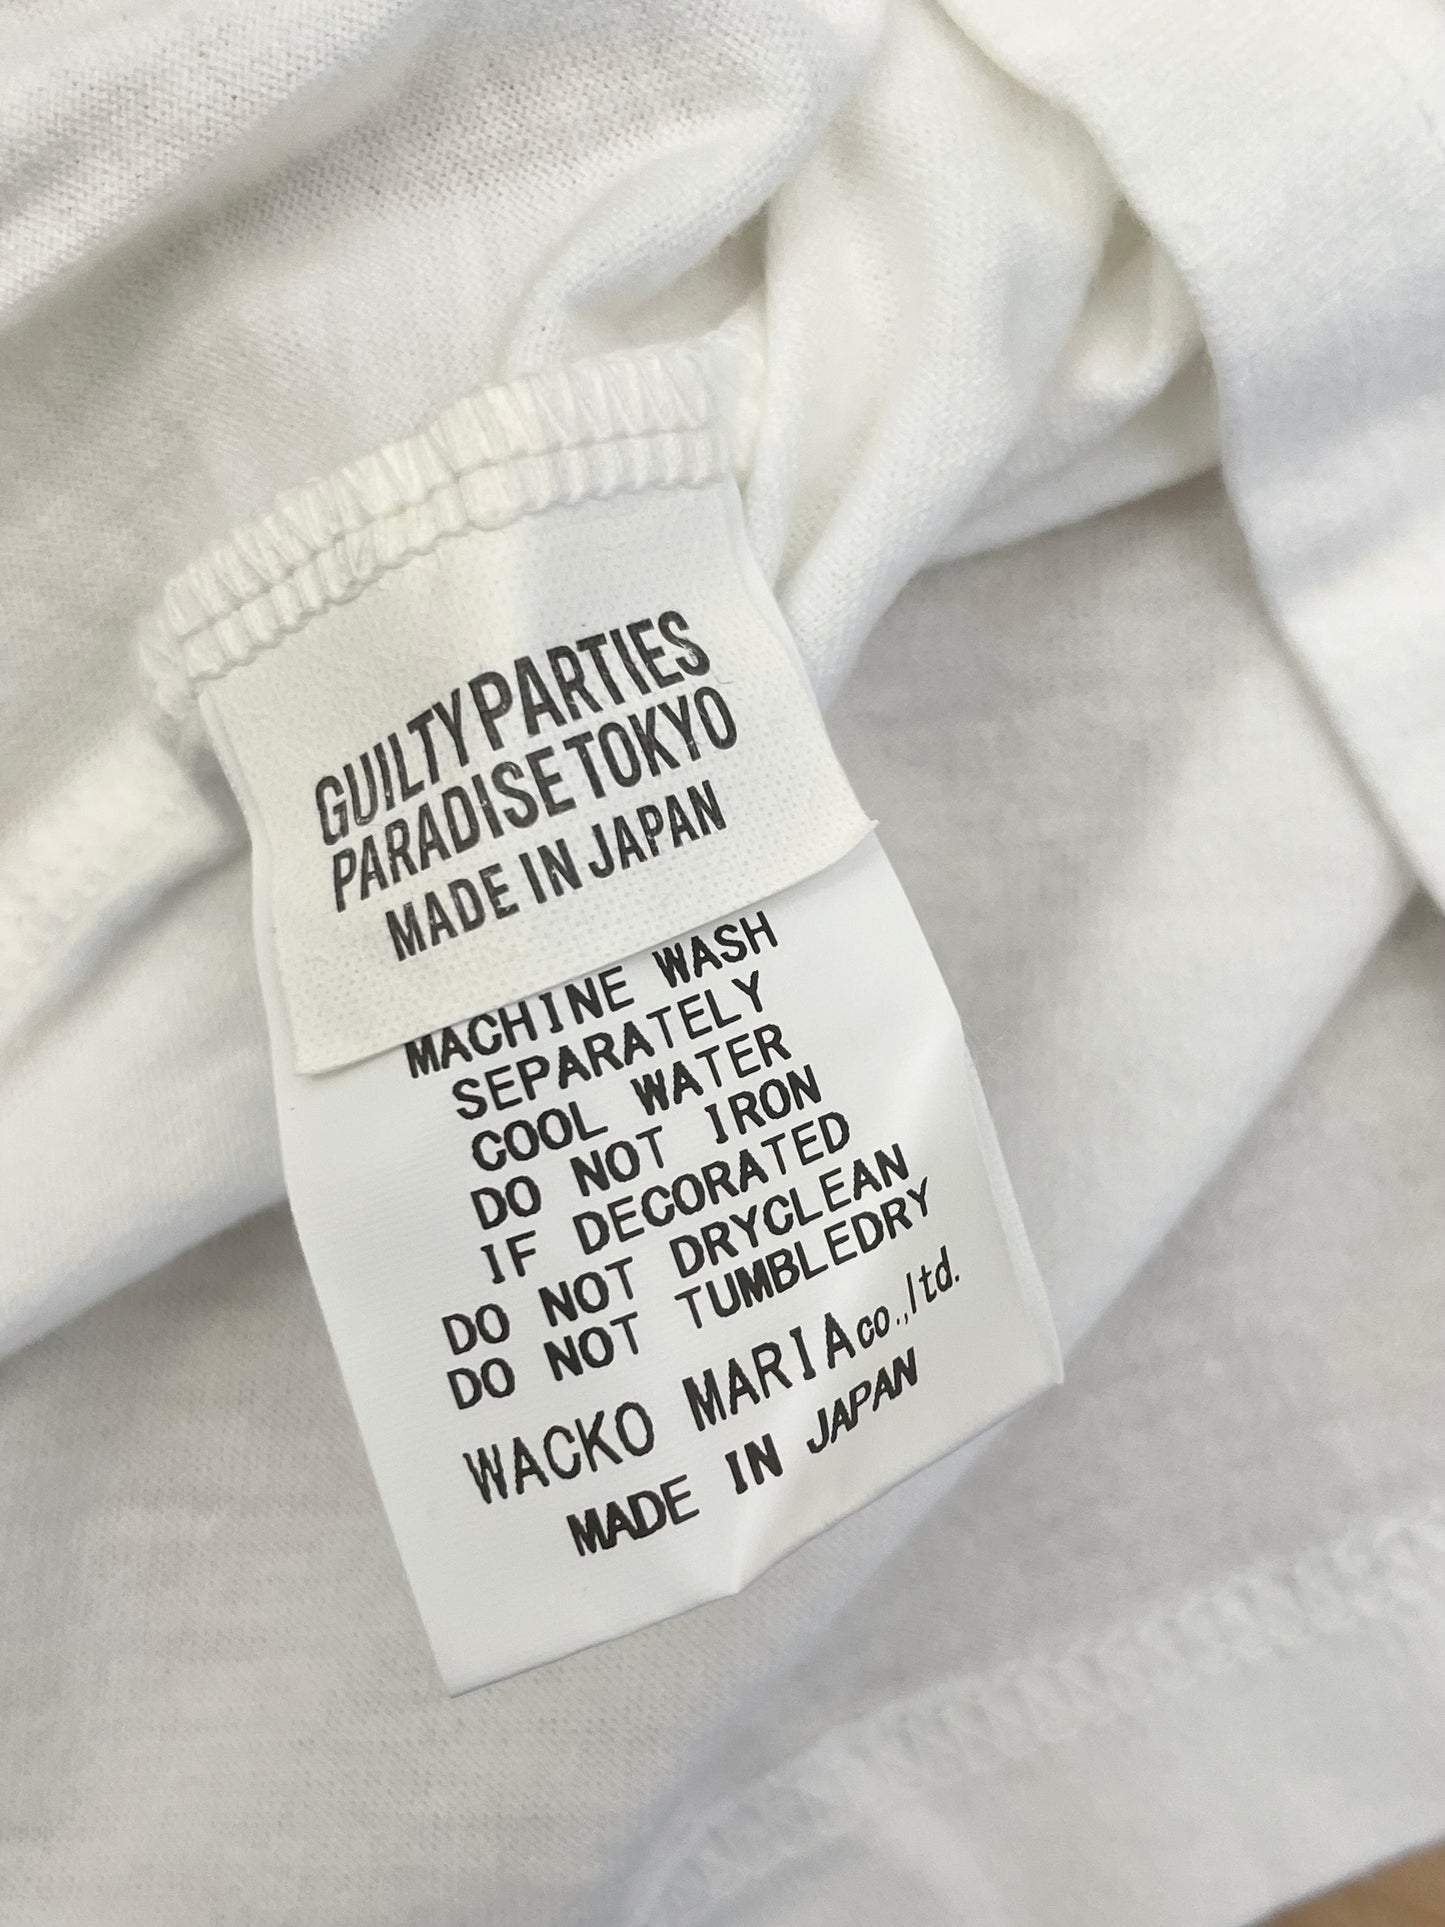 GUILTY PARTIES
PARADISE TOKYO
MADE IN JAPAN
MACHINE WASH
SEPARATELY
COOL WATER
DO NOT IRON
IF DECORATED
DO NOT DRYCLEAN
DO NOT TUMBLEDRY
WACKO MARIA co.,ltd.
MADE IN JAPAN